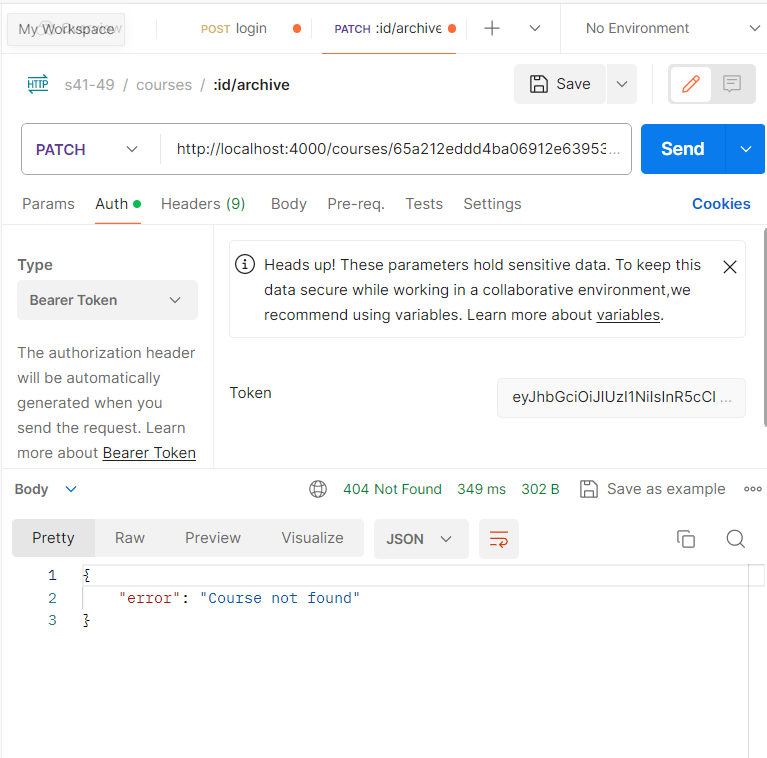 My Workspace
POST login
PATCH :id/archive
No Environment
HTTP s41-49 / courses / :id/archive
Save
PATCH
http://localhost:4000/courses/65a212eddd4ba06912e63953...
Send
Params Auth Headers (9) Body Pre-req. Tests Settings
Cookies
Type
Bearer Token
The authorization header
will be automatically
generated when you
send the request. Learn
more about Bearer Token
Heads up! These parameters hold sensitive data. To keep this
data secure while working in a collaborative environment,we
recommend using variables. Learn more about variables.
Token
eyJhbGciOiJIUzI1NiIsInR5cCI ...
Body
404 Not Found 349 ms 302 B
Save as example
Pretty Raw Preview Visualize
JSON
1 {
2 "error": "Course not found"
3 }